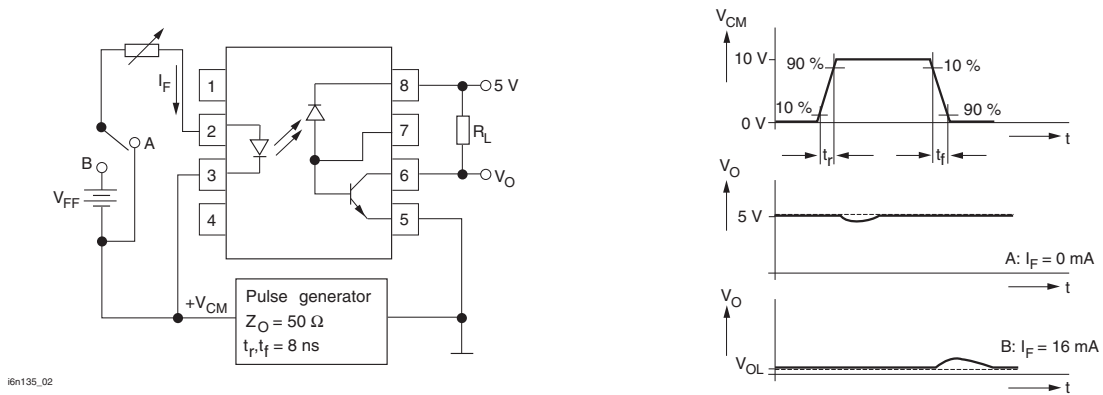 I_F
1
2
3
4
8
7
6
5
5 V
R_L
V_O
A
B
V_FF
+V_CM
Pulse generator
Z_O = 50 Ω
t_r,t_f = 8 ns
i6n135_02
V_CM
10 V
90 %
10 %
10 %
90 %
0 V
t
t_r
t_f
V_O
5 V
A: I_F = 0 mA
t
V_O
B: I_F = 16 mA
V_OL
t